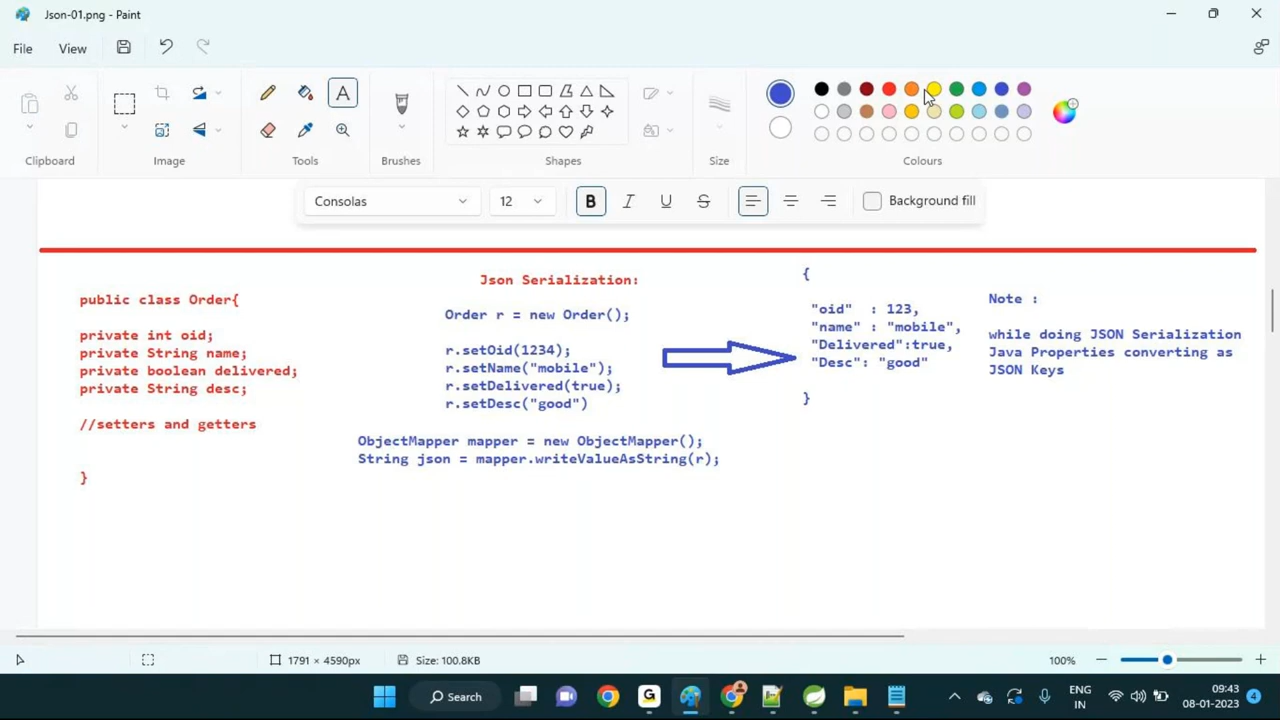 Json-01.png - Paint
File
View
Clipboard
Image
Tools
Brushes
Shapes
Size
Colours
Consolas
12
B
I
U
S
Background fill
public class Order{
private int oid;
private String name;
private boolean delivered;
private String desc;
//setters and getters
}
Json Serialization:
Order r = new Order();
r.setOid(1234);
r.setName("mobile");
r.setDelivered(true);
r.setDesc("good")
ObjectMapper mapper = new ObjectMapper();
String json = mapper.writeValueAsString(r);
{
"oid" : 123,
"name" : "mobile",
"Delivered":true,
"Desc": "good"
}
Note :
while doing JSON Serialization
Java Properties converting as
JSON Keys
1791 × 4590px
Size: 100.8KB
100%
Search
ENG
IN
09:43
08-01-2023
4